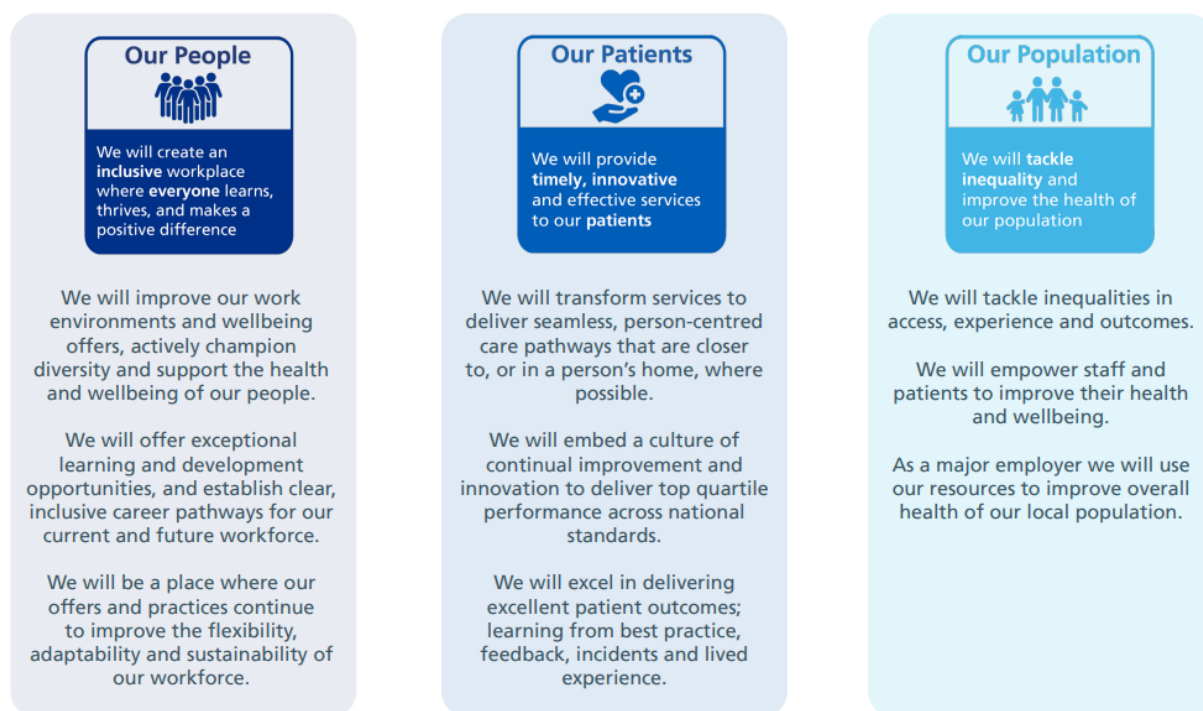 Our People
We will create an
inclusive workplace
where everyone learns,
thrives, and makes a
positive difference
We will improve our work
environments and wellbeing
offers, actively champion
diversity and support the health
and wellbeing of our people.
We will offer exceptional
learning and development
opportunities, and establish clear,
inclusive career pathways for our
current and future workforce.
We will be a place where our
offers and practices continue
to improve the flexibility,
adaptability and sustainability of
our workforce.
Our Patients
We will provide
timely, innovative
and effective services
to our patients
We will transform services to
deliver seamless, person-centred
care pathways that are closer
to, or in a person's home, where
possible.
We will embed a culture of
continual improvement and
innovation to deliver top quartile
performance across national
standards.
We will excel in delivering
excellent patient outcomes;
learning from best practice,
feedback, incidents and lived
experience.
Our Population
We will tackle
inequality and
improve the health of
our population
We will tackle inequalities in
access, experience and outcomes.
We will empower staff and
patients to improve their health
and wellbeing.
As a major employer we will use
our resources to improve overall
health of our local population.